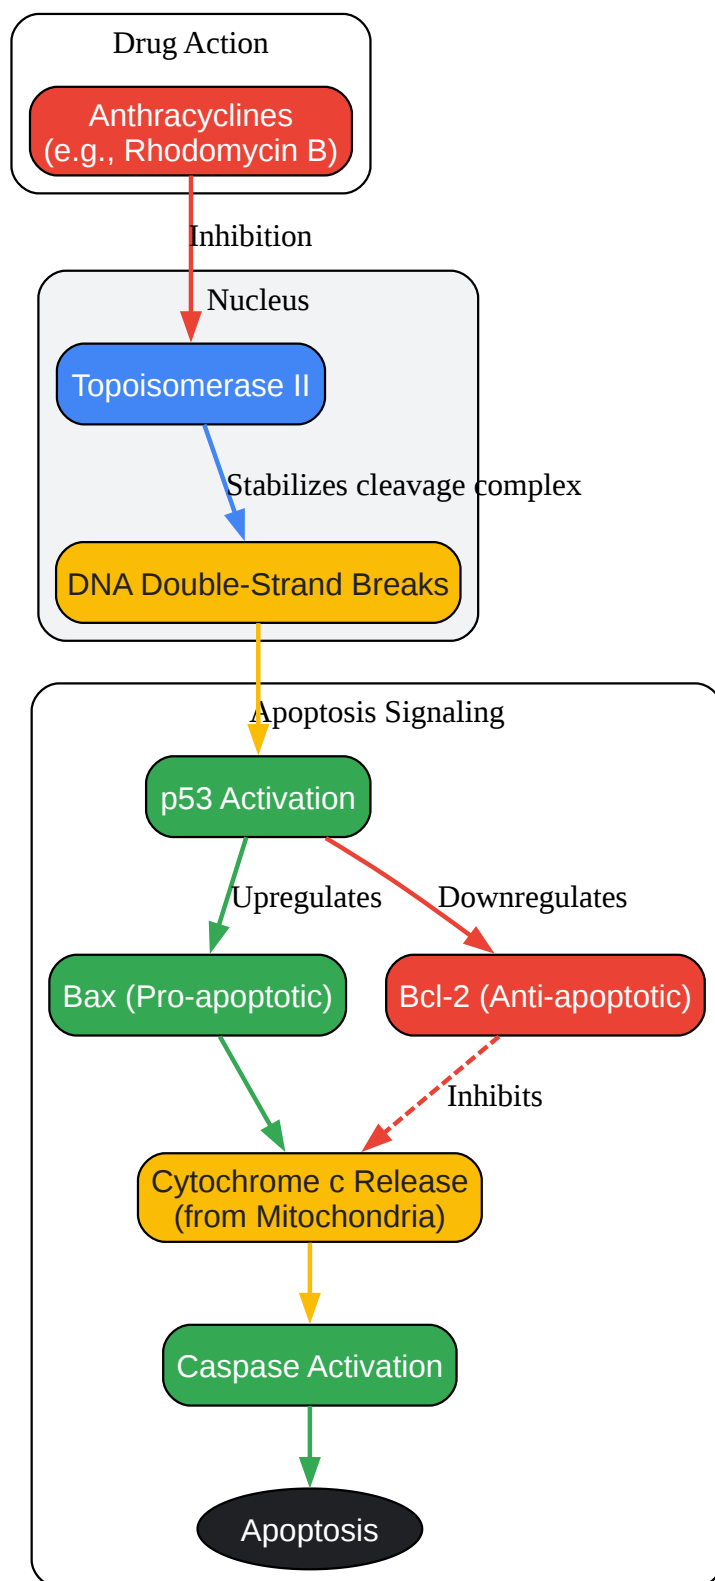 Drug Action
Anthracyclines
(e.g., Rhodomycin B)
Inhibition
Nucleus
Topoisomerase II
Stabilizes cleavage complex
DNA Double-Strand Breaks
Apoptosis Signaling
p53 Activation
Upregulates
Downregulates
Bax (Pro-apoptotic)
Bcl-2 (Anti-apoptotic)
Inhibits
Cytochrome c Release
(from Mitochondria)
Caspase Activation
Apoptosis